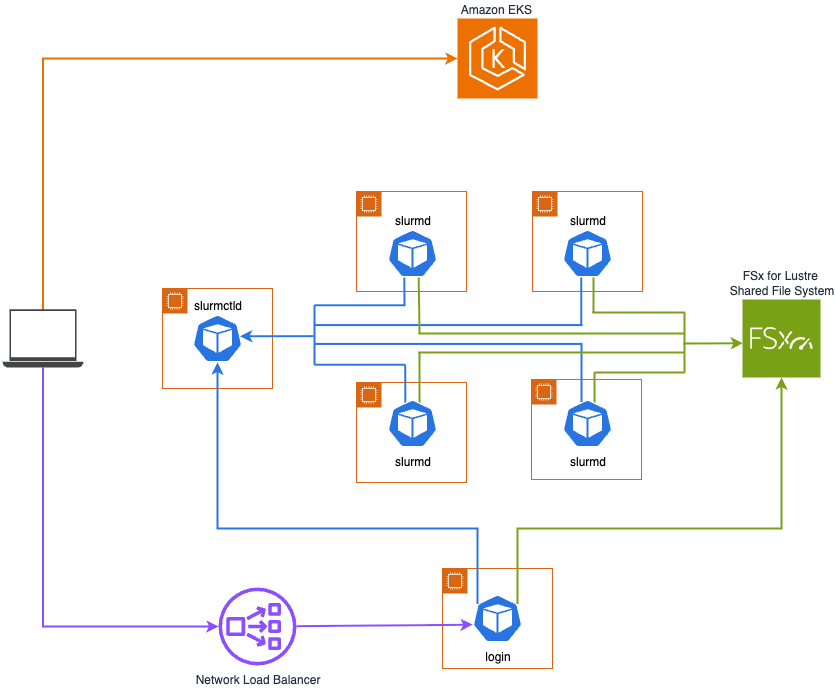 Amazon EKS
slurmd
slurmd
FSx for Lustre
Shared File System
slurmctld
FSx
slurmd
slurmd
login
Network Load Balancer
K